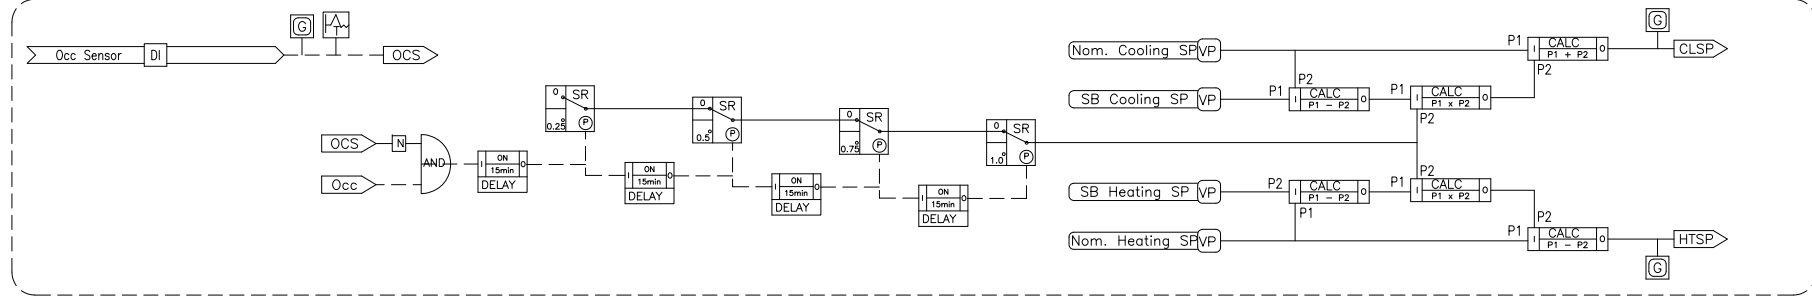 G
Occ Sensor DI
OCS
Nom. Cooling SP VP
P1
CALC
P1 + P2
I
O
P2
G
CLSP
SB Cooling SP VP
P1
P2
I
CALC
P1 - P2
O
P1
I
CALC
P1 x P2
O
P2
0
SR
0.25
P
0
SR
0.5
P
0
SR
0.75
P
0
SR
1.0
P
OCS
N
AND
Occ
I
ON
15min
O
DELAY
I
ON
15min
O
DELAY
I
ON
15min
O
DELAY
I
ON
15min
O
DELAY
SB Heating SP VP
P2
I
CALC
P1 - P2
O
P1
P1
P2
I
CALC
P1 x P2
O
Nom. Heating SP VP
P1
P2
I
CALC
P1 - P2
O
HTSP
G